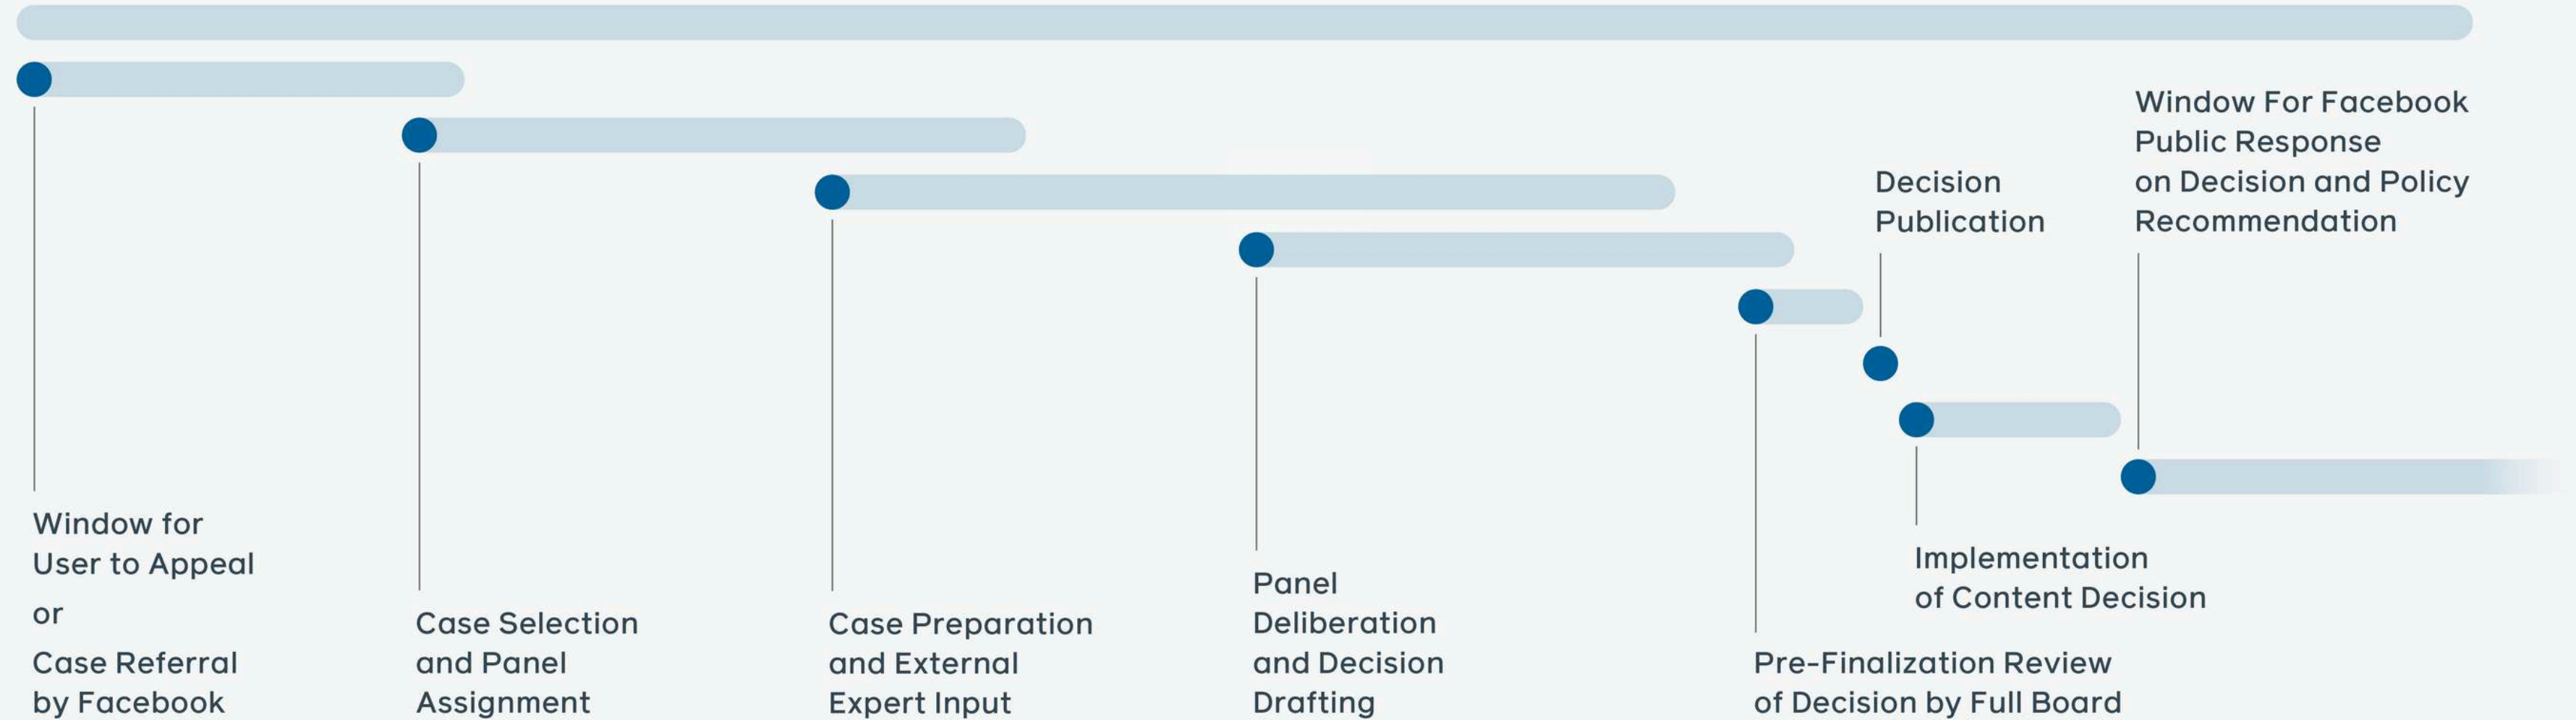 Window for
User to Appeal
or
Case Referral
by Facebook
Case Selection
and Panel
Assignment
Case Preparation
and External
Expert Input
Panel
Deliberation
and Decision
Drafting
Pre-Finalization Review
of Decision by Full Board
Decision
Publication
Implementation
of Content Decision
Window For Facebook
Public Response
on Decision and Policy
Recommendation